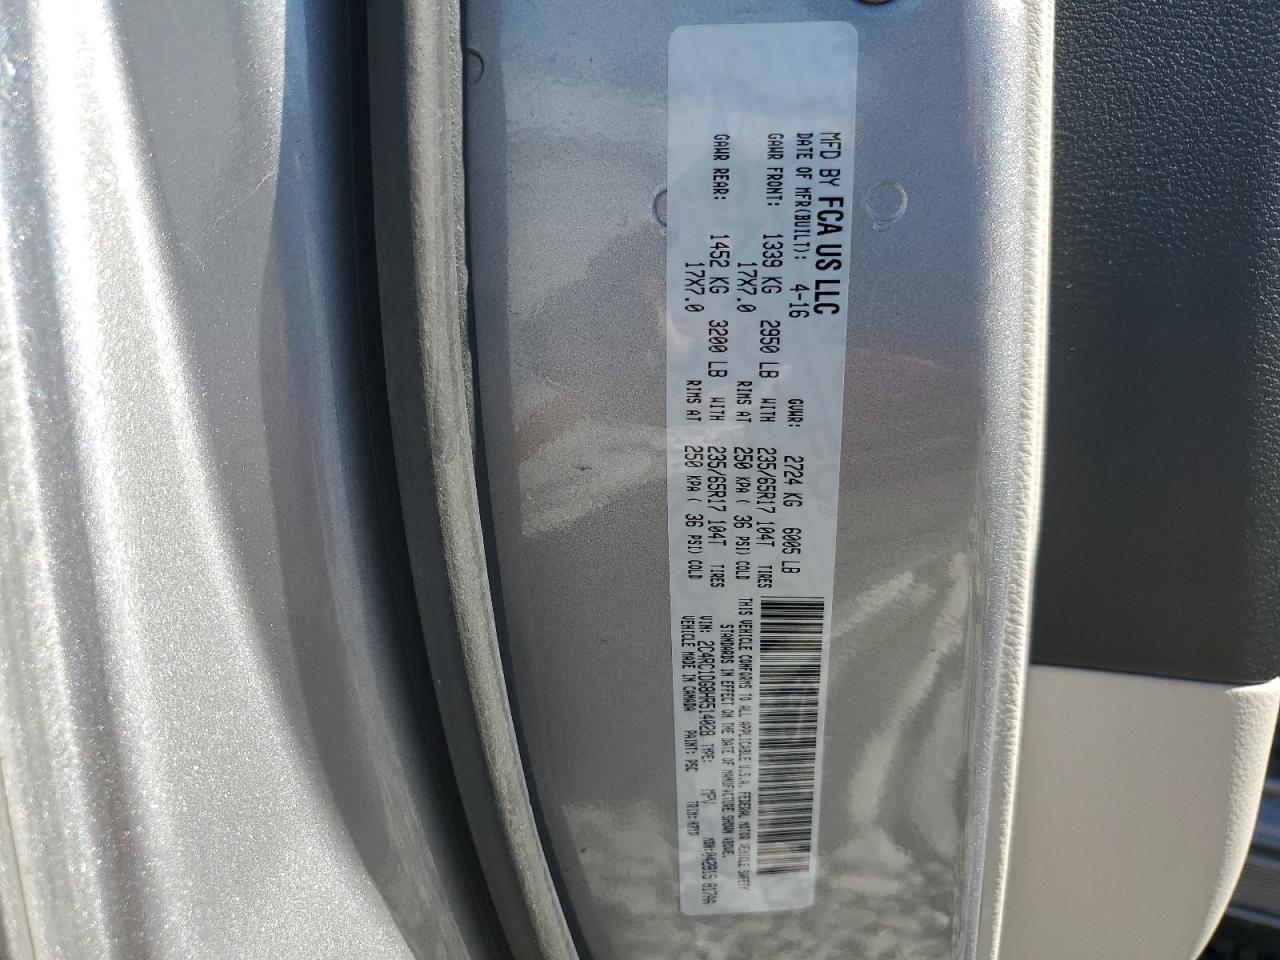 MFD BY FCA US LLC
DATE OF MFR(BUILT): 4-16 GVWR: 2724 KG 6005 LB
GAWR FRONT: 1339 KG 2950 LB WITH 235/65R17 104T TIRES
17X7.0 RIMS AT 250 KPA ( 36 PSI) COLD
GAWR REAR: 1452 KG 3200 LB WITH 235/65R17 104T TIRES
17X7.0 RIMS AT 250 KPA ( 36 PSI) COLD
THIS VEHICLE CONFORMS TO ALL APPLICABLE U.S.A. FEDERAL MOTOR VEHICLE SAFETY
STANDARDS IN EFFECT ON THE DATE OF MANUFACTURE SHOWN ABOVE.
VIN: 2C4RC1DG8HR514028 TYPE: MPV
VEHICLE MADE IN CANADA PAINT: PSC TRIM: